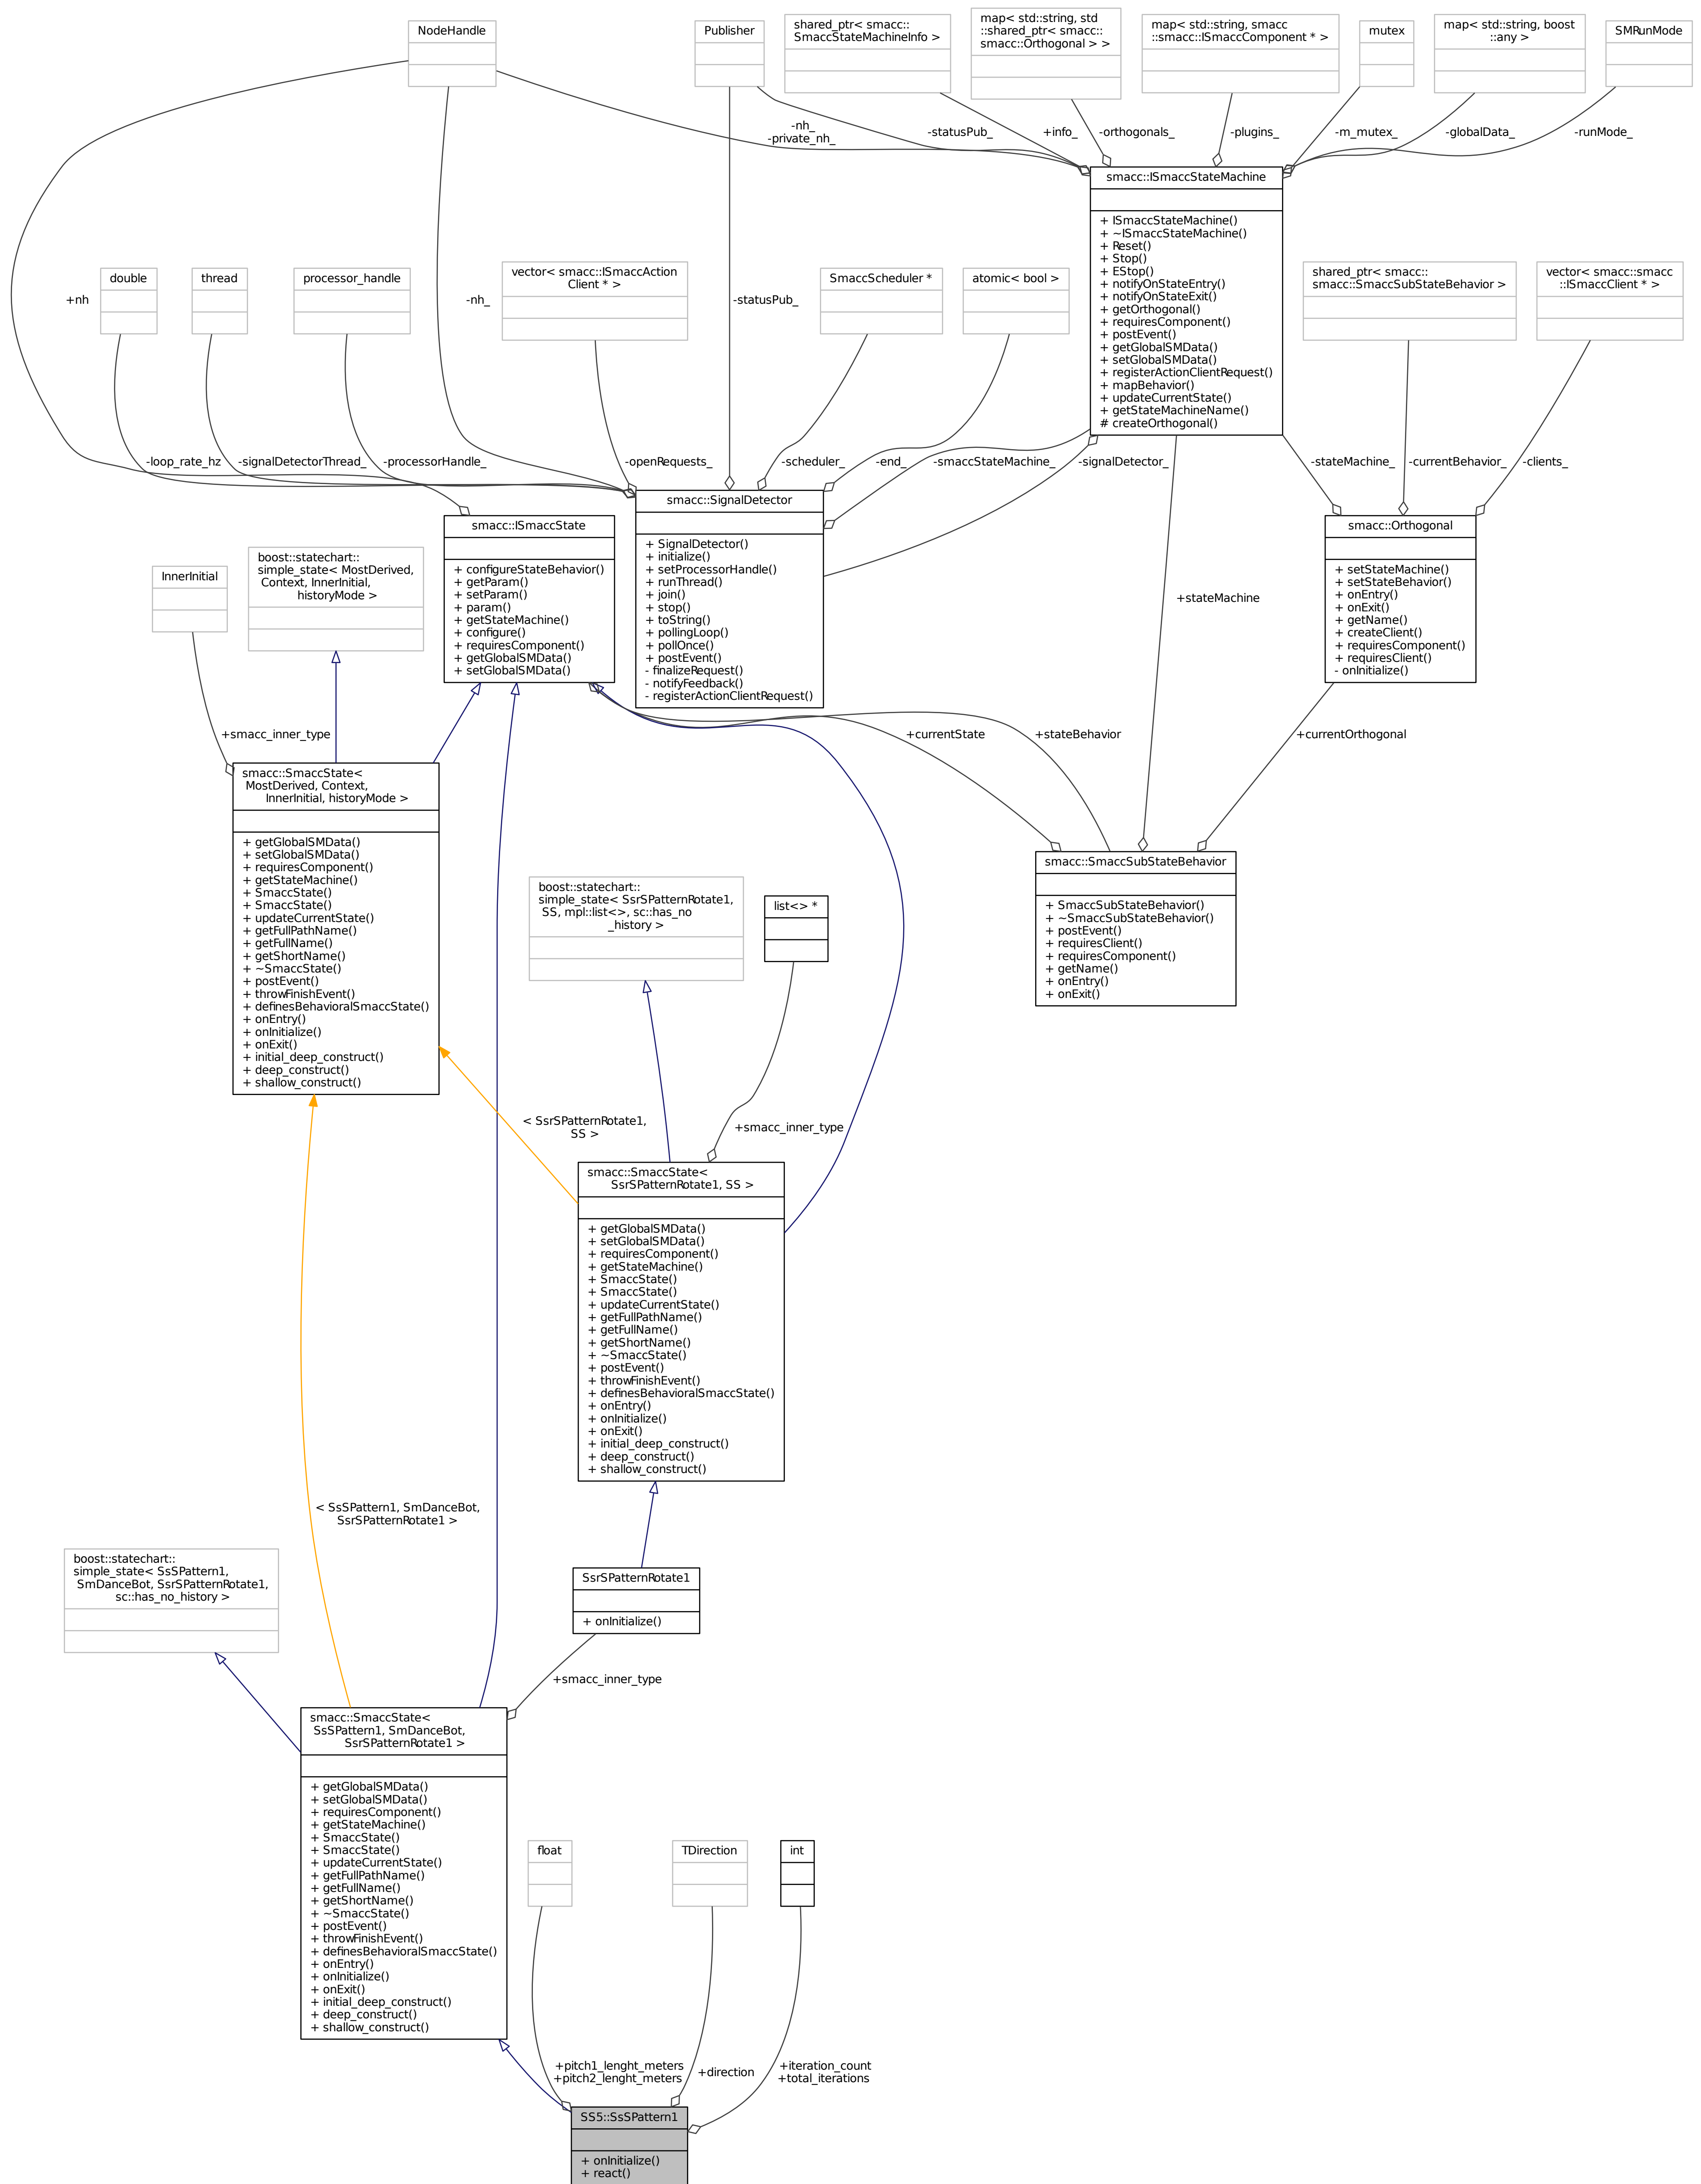 NodeHandle
Publisher
shared_ptr< smacc::
SmaccStateMachineInfo >
map< std::string, std
::shared_ptr< smacc::
smacc::Orthogonal > >
map< std::string, smacc
::smacc::ISmaccComponent * >
mutex
map< std::string, boost
::any >
SMRunMode
-nh_
-private_nh_
-statusPub_
+info_
-orthogonals_
-plugins_
-m_mutex_
-globalData_
-runMode_
smacc::ISmaccStateMachine
+ ISmaccStateMachine()
+ ~ISmaccStateMachine()
+ Reset()
+ Stop()
+ EStop()
+ notifyOnStateEntry()
+ notifyOnStateExit()
+ getOrthogonal()
+ requiresComponent()
+ postEvent()
+ getGlobalSMData()
+ setGlobalSMData()
+ registerActionClientRequest()
+ mapBehavior()
+ updateCurrentState()
+ getStateMachineName()
# createOrthogonal()
+nh
double
thread
processor_handle
-nh_
vector< smacc::ISmaccAction
Client * >
-statusPub_
SmaccScheduler *
atomic< bool >
shared_ptr< smacc::
smacc::SmaccSubStateBehavior >
vector< smacc::smacc
::ISmaccClient * >
-loop_rate_hz
-signalDetectorThread_
-processorHandle_
-openRequests_
-scheduler_
-end_
-smaccStateMachine_
-signalDetector_
-stateMachine_
-currentBehavior_
-clients_
smacc::SignalDetector
+ SignalDetector()
+ initialize()
+ setProcessorHandle()
+ runThread()
+ join()
+ stop()
+ toString()
+ pollingLoop()
+ pollOnce()
+ postEvent()
- finalizeRequest()
- notifyFeedback()
- registerActionClientRequest()
smacc::ISmaccState
+ configureStateBehavior()
+ getParam()
+ setParam()
+ param()
+ getStateMachine()
+ configure()
+ requiresComponent()
+ getGlobalSMData()
+ setGlobalSMData()
smacc::Orthogonal
+ setStateMachine()
+ setStateBehavior()
+ onEntry()
+ onExit()
+ getName()
+ createClient()
+ requiresComponent()
+ requiresClient()
- onInitialize()
InnerInitial
boost::statechart::
simple_state< MostDerived,
Context, InnerInitial,
historyMode >
+stateMachine
+smacc_inner_type
+currentState
+stateBehavior
+currentOrthogonal
smacc::SmaccState<
MostDerived, Context,
InnerInitial, historyMode >
+ getGlobalSMData()
+ setGlobalSMData()
+ requiresComponent()
+ getStateMachine()
+ SmaccState()
+ SmaccState()
+ updateCurrentState()
+ getFullPathName()
+ getFullName()
+ getShortName()
+ ~SmaccState()
+ postEvent()
+ throwFinishEvent()
+ definesBehavioralSmaccState()
+ onEntry()
+ onInitialize()
+ onExit()
+ initial_deep_construct()
+ deep_construct()
+ shallow_construct()
smacc::SmaccSubStateBehavior
+ SmaccSubStateBehavior()
+ ~SmaccSubStateBehavior()
+ postEvent()
+ requiresClient()
+ requiresComponent()
+ getName()
+ onEntry()
+ onExit()
boost::statechart::
simple_state< SsrSPatternRotate1,
SS, mpl::list<>, sc::has_no
_history >
list<> *
< SsrSPatternRotate1,
SS >
+smacc_inner_type
smacc::SmaccState<
SsrSPatternRotate1, SS >
+ getGlobalSMData()
+ setGlobalSMData()
+ requiresComponent()
+ getStateMachine()
+ SmaccState()
+ SmaccState()
+ updateCurrentState()
+ getFullPathName()
+ getFullName()
+ getShortName()
+ ~SmaccState()
+ postEvent()
+ throwFinishEvent()
+ definesBehavioralSmaccState()
+ onEntry()
+ onInitialize()
+ onExit()
+ initial_deep_construct()
+ deep_construct()
+ shallow_construct()
< SsSPattern1, SmDanceBot,
SsrSPatternRotate1 >
boost::statechart::
simple_state< SsSPattern1,
SmDanceBot, SsrSPatternRotate1,
sc::has_no_history >
SsrSPatternRotate1
+ onInitialize()
+smacc_inner_type
smacc::SmaccState<
SsSPattern1, SmDanceBot,
SsrSPatternRotate1 >
+ getGlobalSMData()
+ setGlobalSMData()
+ requiresComponent()
+ getStateMachine()
+ SmaccState()
+ SmaccState()
+ updateCurrentState()
+ getFullPathName()
+ getFullName()
+ getShortName()
+ ~SmaccState()
+ postEvent()
+ throwFinishEvent()
+ definesBehavioralSmaccState()
+ onEntry()
+ onInitialize()
+ onExit()
+ initial_deep_construct()
+ deep_construct()
+ shallow_construct()
float
TDirection
int
+pitch1_lenght_meters
+pitch2_lenght_meters
+direction
+iteration_count
+total_iterations
SS5::SsSPattern1
+ onInitialize()
+ react()